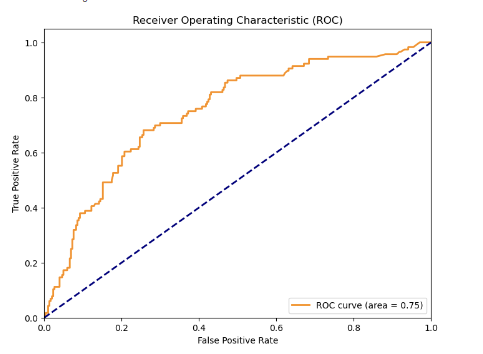 Receiver Operating Characteristic (ROC)
1.0
0.8
0.6
0.4
0.2
0.0
True Positive Rate
ROC curve (area = 0.75)
0.0 0.2 0.4 0.6 0.8 1.0
False Positive Rate